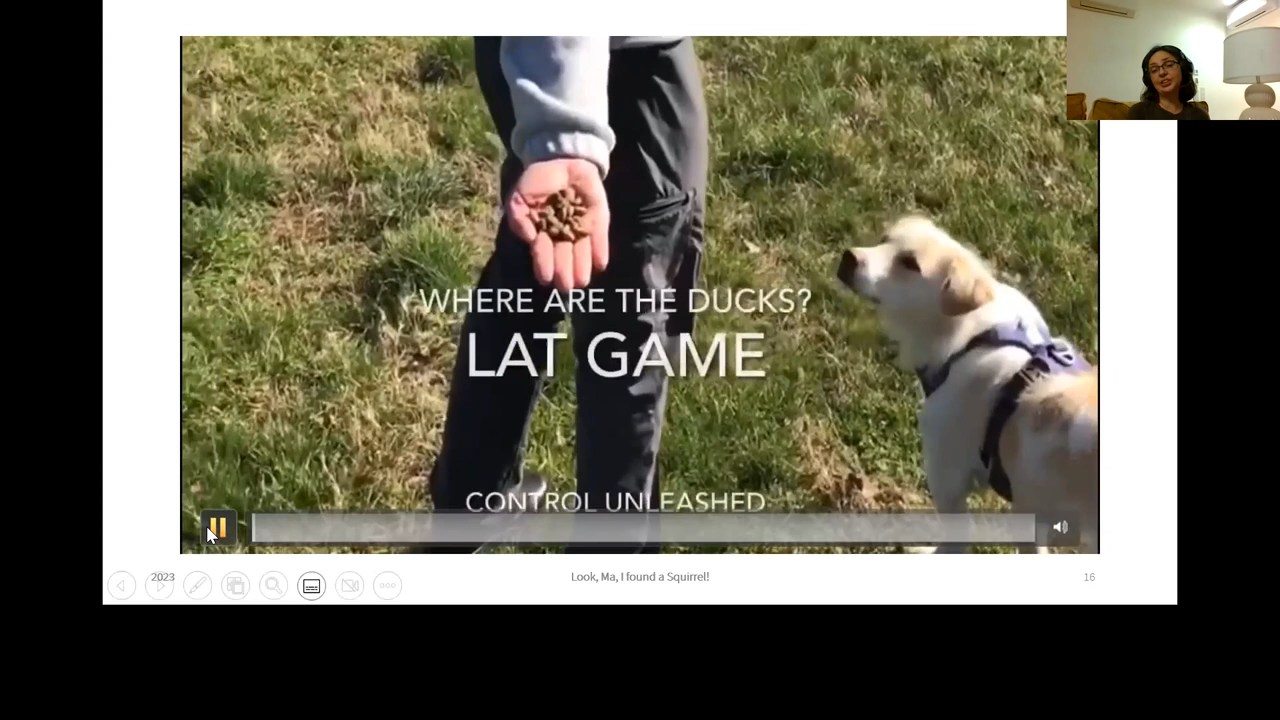 WHERE ARE THE DUCKS?
LAT GAME
CONTROL UNLEASHED
2023
Look, Ma, I found a Squirrel!
16